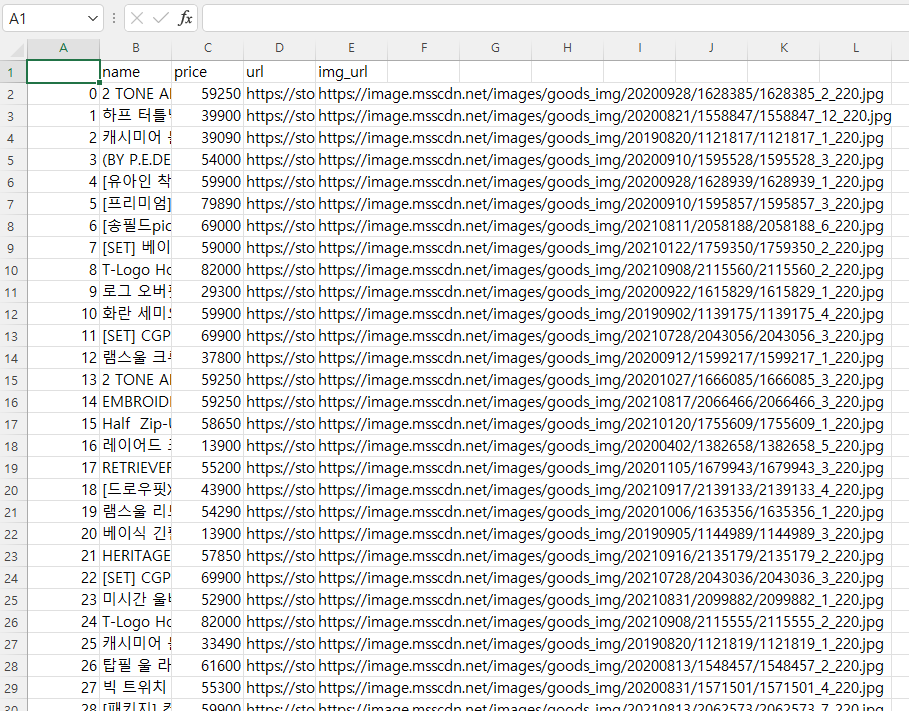 A1 fx
A B C D E F G H I J K L
1 name price url img_url
2 0 2 TONE 59250 https://sto https://image.msscdn.net/images/goods_img/20200928/1628385/1628385_2_220.jpg
3 1 하프 39900 https://sto https://image.msscdn.net/images/goods_img/20200821/1558847/1558847_12_220.jpg
4 2 캐시미어 39090 https://sto https://image.msscdn.net/images/goods_img/20190820/1121817/1121817_1_220.jpg
5 3 (BY P.E.DE 54000 https://sto https://image.msscdn.net/images/goods_img/20200910/1595528/1595528_3_220.jpg
6 4 [유아인 착 59900 https://sto https://image.msscdn.net/images/goods_img/20200928/1628939/1628939_1_220.jpg
7 5 [프리미엄] 79890 https://sto https://image.msscdn.net/images/goods_img/20200910/1595857/1595857_3_220.jpg
8 6 [송필드pic 69000 https://sto https://image.msscdn.net/images/goods_img/20210811/2058188/2058188_6_220.jpg
9 7 [SET] 베이 59000 https://sto https://image.msscdn.net/images/goods_img/20210122/1759350/1759350_2_220.jpg
10 8 T-Logo Ho 82000 https://sto https://image.msscdn.net/images/goods_img/20210908/2115560/2115560_2_220.jpg
11 9 로그 29300 https://sto https://image.msscdn.net/images/goods_img/20200922/1615829/1615829_1_220.jpg
12 10 화란 59900 https://sto https://image.msscdn.net/images/goods_img/20190902/1139175/1139175_4_220.jpg
13 11 [SET] CGP 69900 https://sto https://image.msscdn.net/images/goods_img/20210728/2043056/2043056_3_220.jpg
14 12 램스울 37800 https://sto https://image.msscdn.net/images/goods_img/20200912/1599217/1599217_1_220.jpg
15 13 2 TONE 59250 https://sto https://image.msscdn.net/images/goods_img/20201027/1666085/1666085_3_220.jpg
16 14 EMBROID 59250 https://sto https://image.msscdn.net/images/goods_img/20210817/2066466/2066466_3_220.jpg
17 15 Half Zip-U 58650 https://sto https://image.msscdn.net/images/goods_img/20210120/1755609/1755609_1_220.jpg
18 16 레이어드 13900 https://sto https://image.msscdn.net/images/goods_img/20200402/1382658/1382658_5_220.jpg
19 17 RETRIEVER 55200 https://sto https://image.msscdn.net/images/goods_img/20201105/1679943/1679943_3_220.jpg
20 18 [드로우핏X 43900 https://sto https://image.msscdn.net/images/goods_img/20210917/2139133/2139133_4_220.jpg
21 19 램스울 54290 https://sto https://image.msscdn.net/images/goods_img/20201006/1635356/1635356_1_220.jpg
22 20 베이식 13900 https://sto https://image.msscdn.net/images/goods_img/20190905/1144989/1144989_3_220.jpg
23 21 HERITAGE 57850 https://sto https://image.msscdn.net/images/goods_img/20210916/2135179/2135179_2_220.jpg
24 22 [SET] CGP 69900 https://sto https://image.msscdn.net/images/goods_img/20210728/2043036/2043036_3_220.jpg
25 23 미시간 52900 https://sto https://image.msscdn.net/images/goods_img/20210831/2099882/2099882_1_220.jpg
26 24 T-Logo Ho 82000 https://sto https://image.msscdn.net/images/goods_img/20210908/2115555/2115555_2_220.jpg
27 25 캐시미어 33490 https://sto https://image.msscdn.net/images/goods_img/20190820/1121819/1121819_1_220.jpg
28 26 탑필 울 라 61600 https://sto https://image.msscdn.net/images/goods_img/20200813/1548457/1548457_2_220.jpg
29 27 빅 트위치 55300 https://sto https://image.msscdn.net/images/goods_img/20200831/1571501/1571501_4_220.jpg
30 28 [패키지] 59900 https://sto https://image.msscdn.net/images/goods_img/20210813/2062573/2062573_7_220.jpg